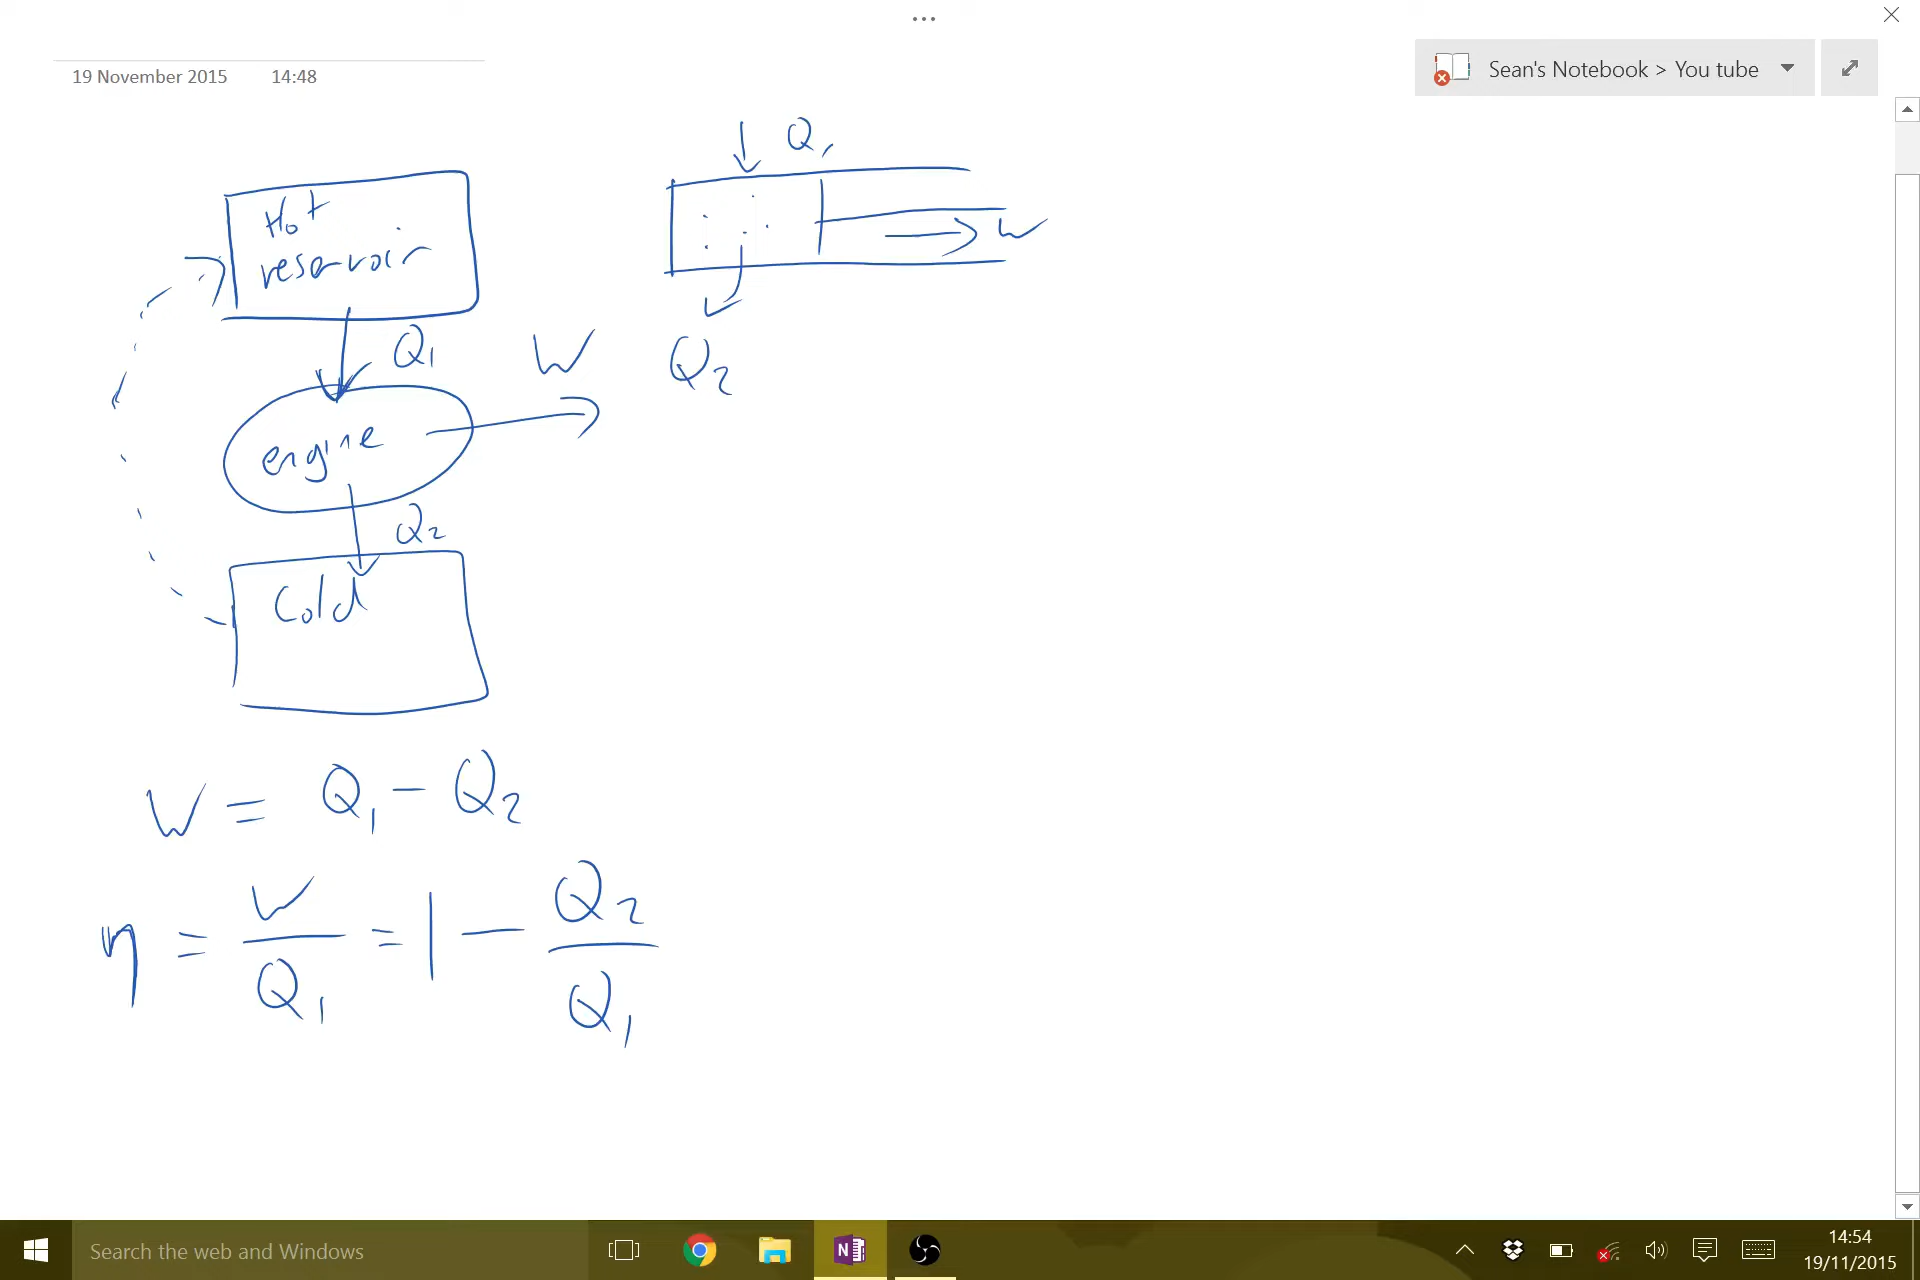 19 November 2015 14:48
Sean's Notebook > You tube
Q1
Hot
reservoir
W
Q1
W
Q2
engine
Q2
Cold
W = Q1 - Q2
η = W/Q1 = 1 - Q2/Q1
Search the web and Windows
N
14:54
19/11/2015